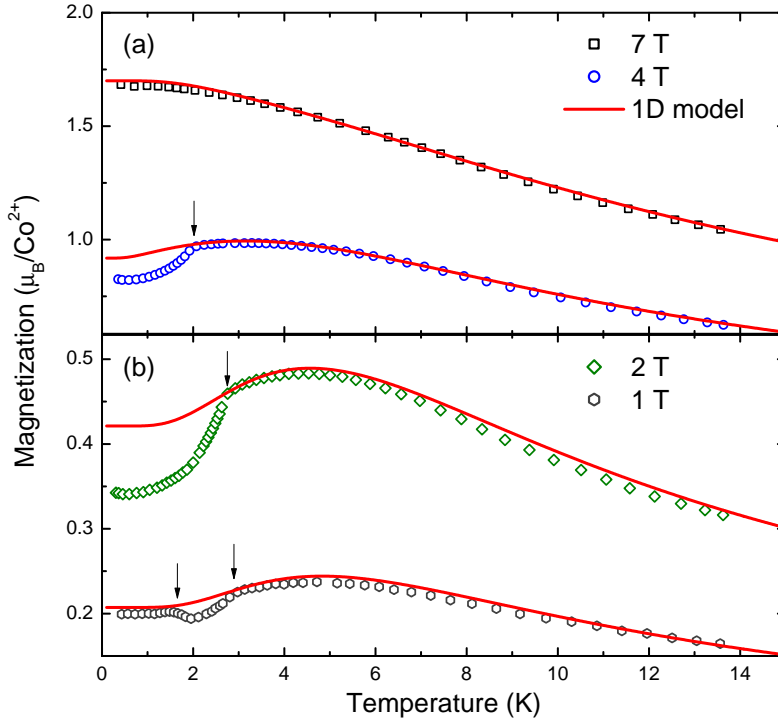 2.0
(a)
7 T
4 T
1D model
1.5
1.0
Magnetization (μB/Co2+)
0.5
(b)
2 T
1 T
0.4
0.3
0.2
0 2 4 6 8 10 12 14
Temperature (K)